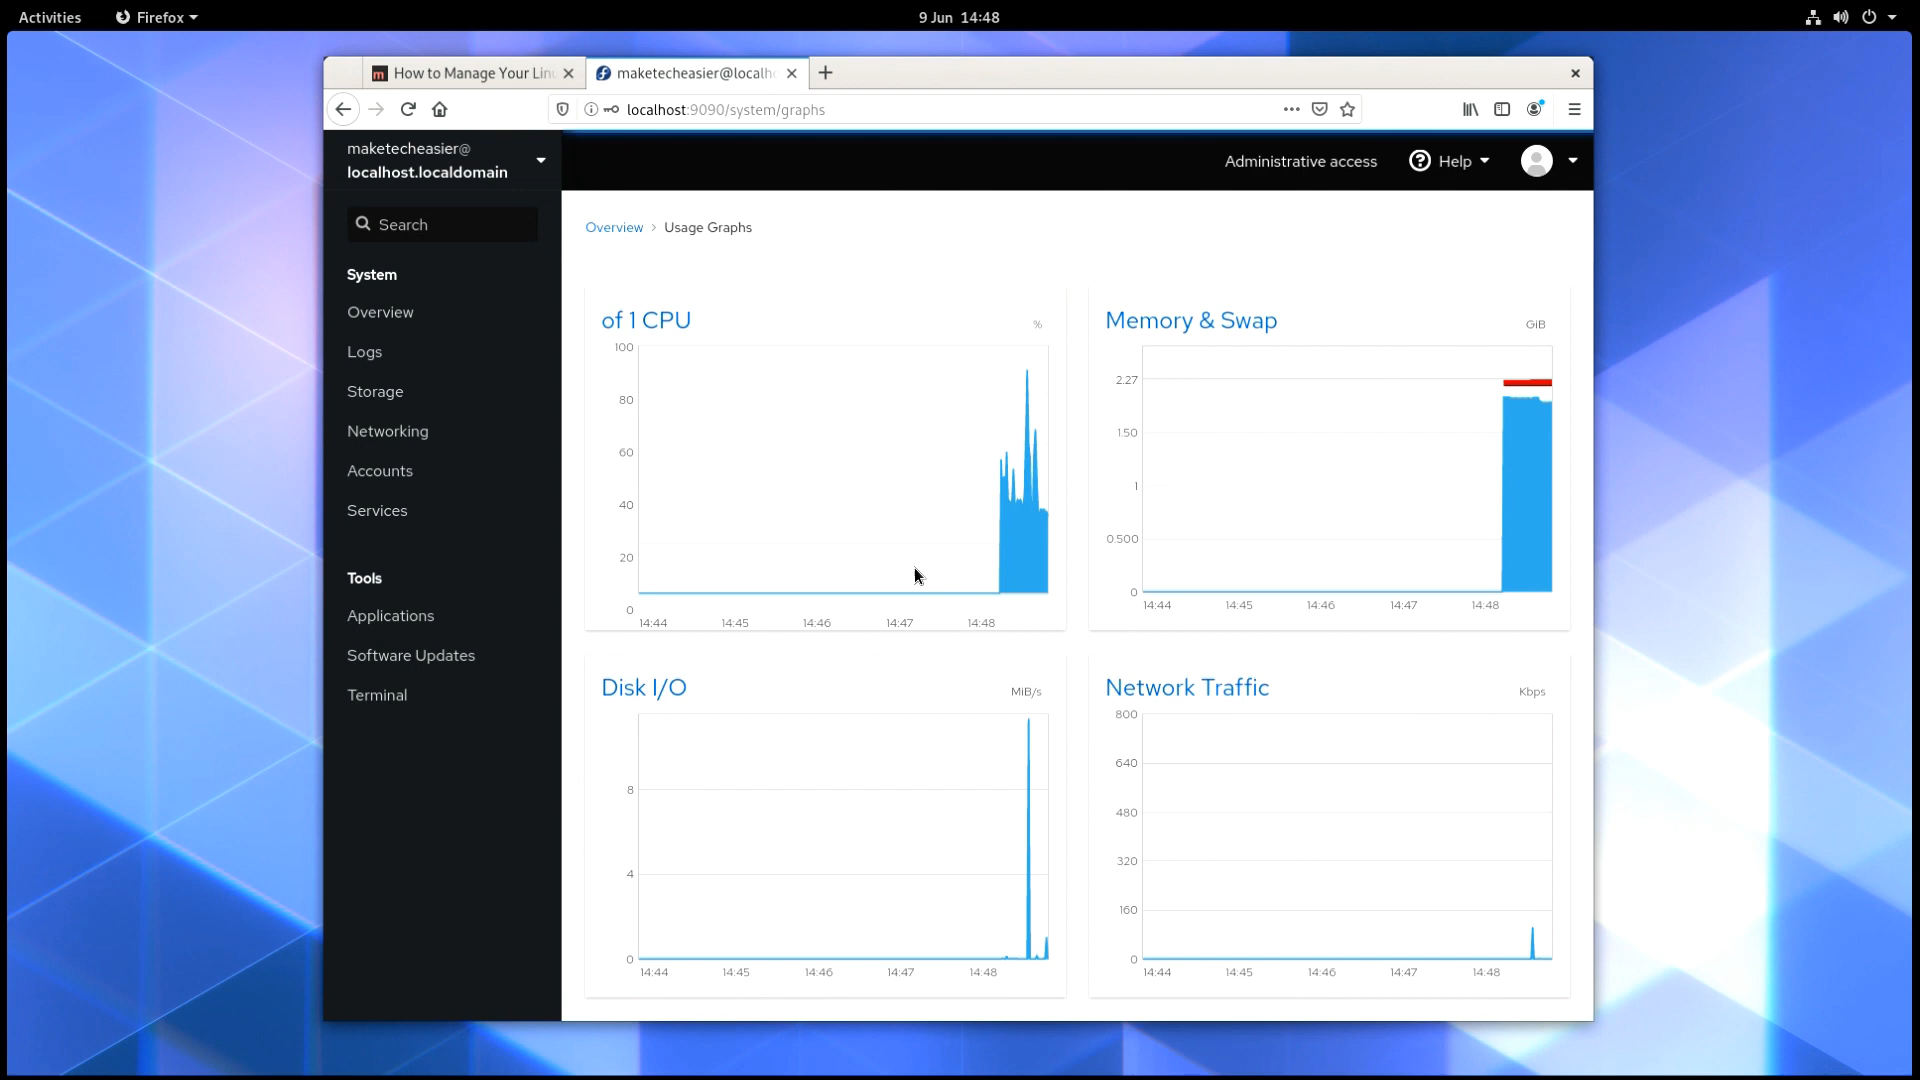 Activities
Firefox
9 Jun 14:48
How to Manage Your Linu
maketecheasier@localh
localhost:9090/system/graphs
maketecheasier@
localhost.localdomain
Administrative access
Help
Search
System
Overview
Logs
Storage
Networking
Accounts
Services
Tools
Applications
Software Updates
Terminal
Overview > Usage Graphs
of 1 CPU
%
100
80
60
40
20
0
14:44 14:45 14:46 14:47 14:48
Memory & Swap
GiB
2.27
1.50
1
0.500
0
14:44 14:45 14:46 14:47 14:48
Disk I/O
MiB/s
8
4
0
14:44 14:45 14:46 14:47 14:48
Network Traffic
Kbps
800
640
480
320
160
0
14:44 14:45 14:46 14:47 14:48